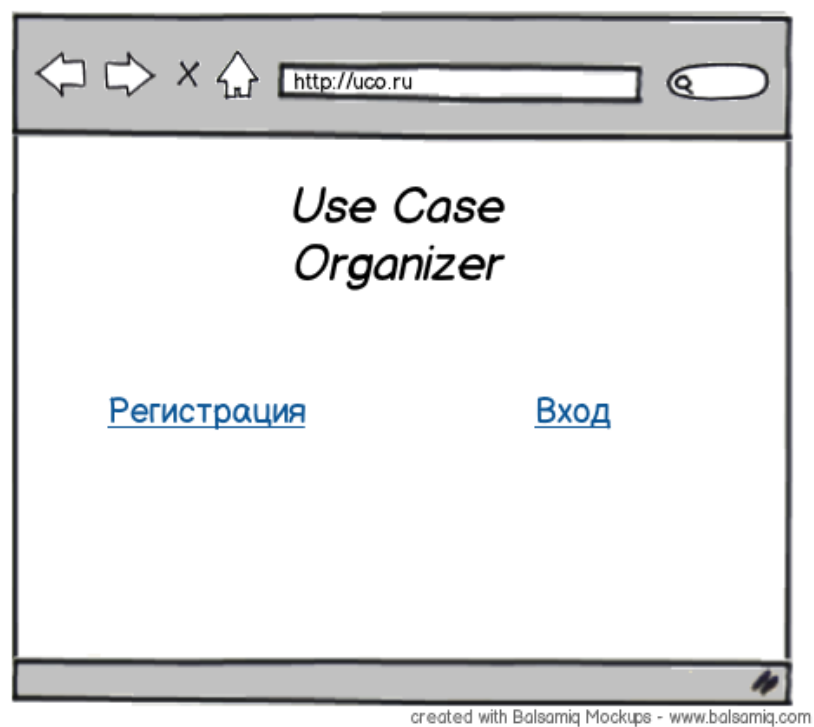 http://uco.ru
Use Case
Organizer
Регистрация Вход
created with Balsamiq Mockups - www.balsamiq.com